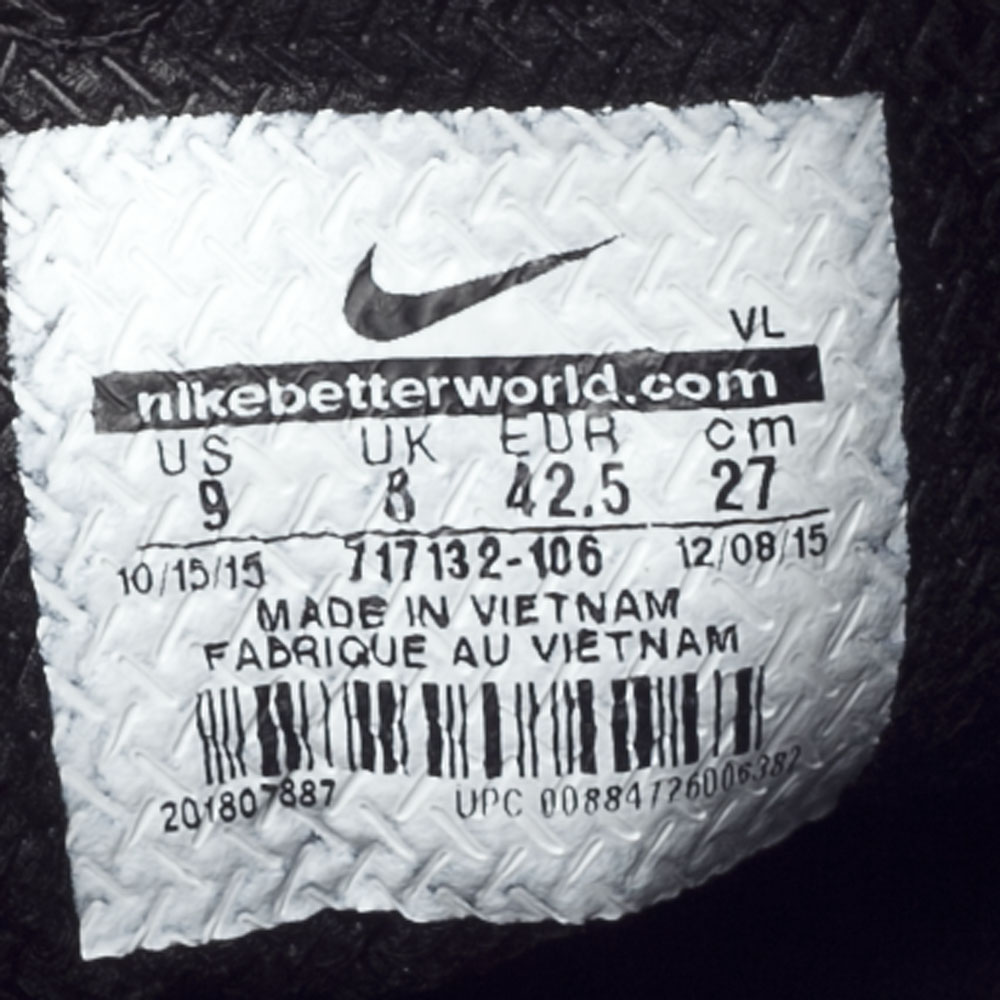 VL
nikebetterworld.com
US UK EUR cm
9 8 42.5 27
10/15/15 717132-106 12/08/15
MADE IN VIETNAM
FABRIQUE AU VIETNAM
201807887 UPC 00884726006382